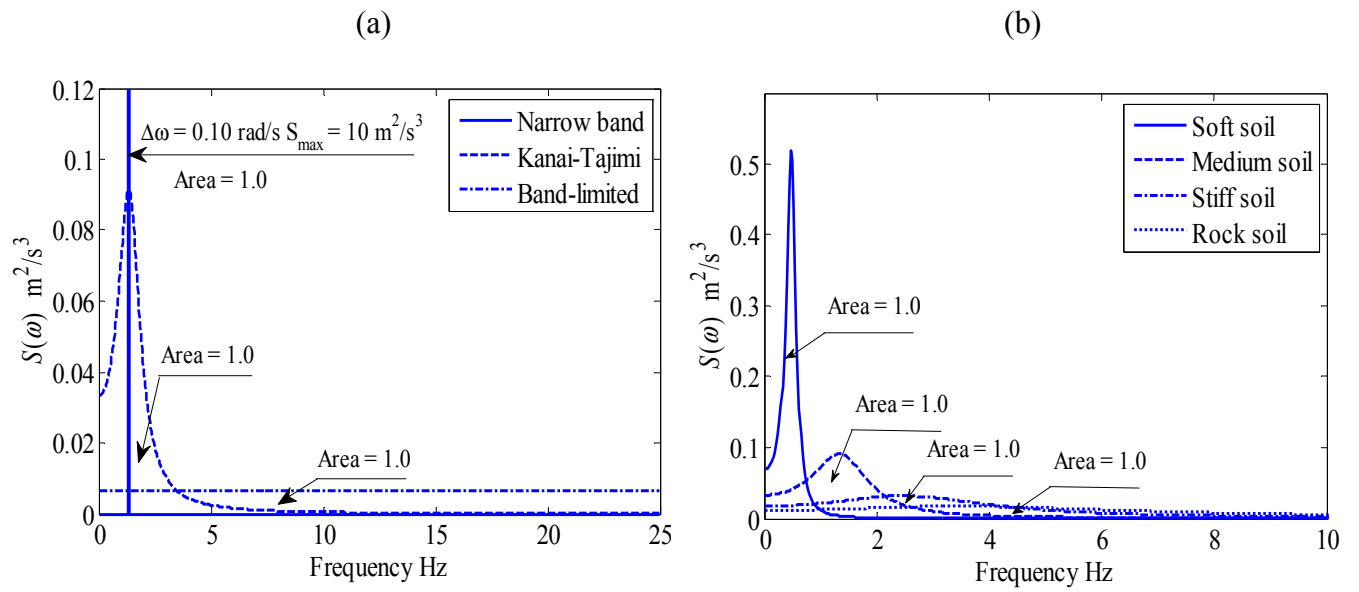 (a)
0.12
0.1
0.08
0.06
0.04
0.02
0
S(ω) m²/s³
Δω = 0.10 rad/s S_max = 10 m²/s³
Area = 1.0
Area = 1.0
Area = 1.0
Narrow band
Kanai-Tajimi
Band-limited
0 5 10 15 20 25
Frequency Hz
(b)
0.5
0.4
0.3
0.2
0.1
0
S(ω) m²/s³
Soft soil
Medium soil
Stiff soil
Rock soil
Area = 1.0
Area = 1.0
Area = 1.0
Area = 1.0
0 2 4 6 8 10
Frequency Hz